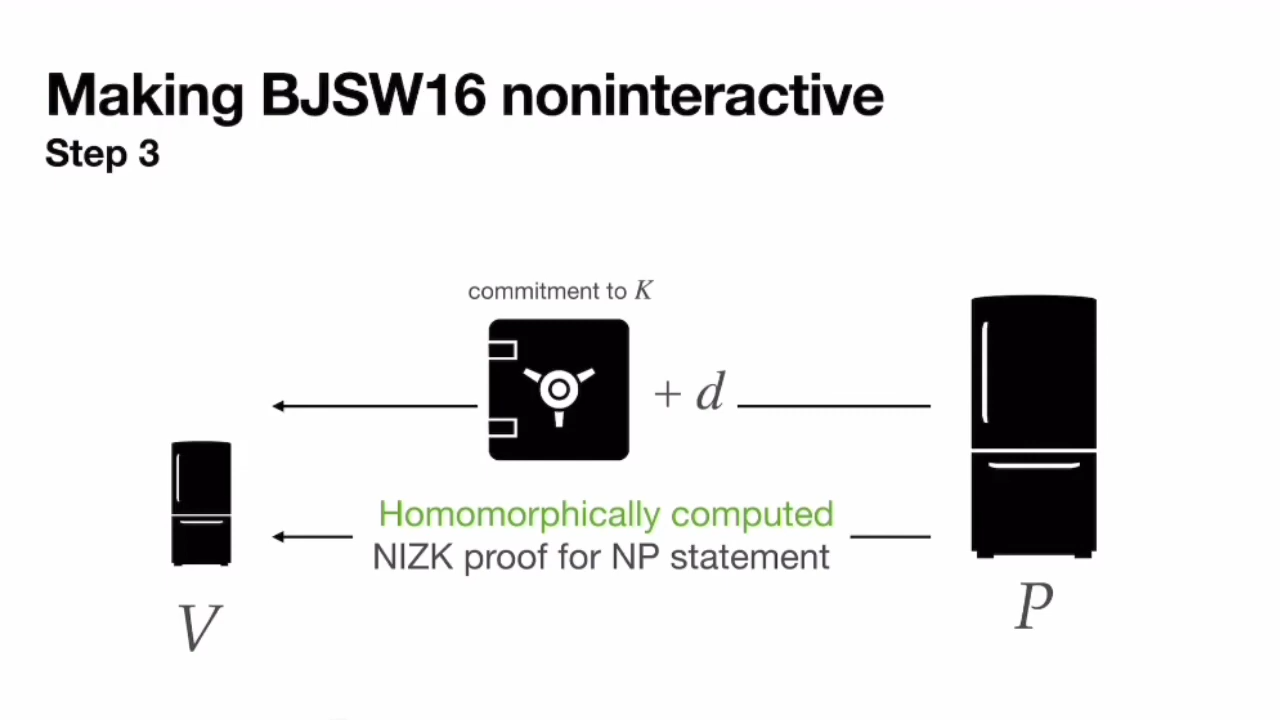 Making BJSW16 noninteractive
Step 3
commitment to K
+ d
Homomorphically computed
NIZK proof for NP statement
V
P